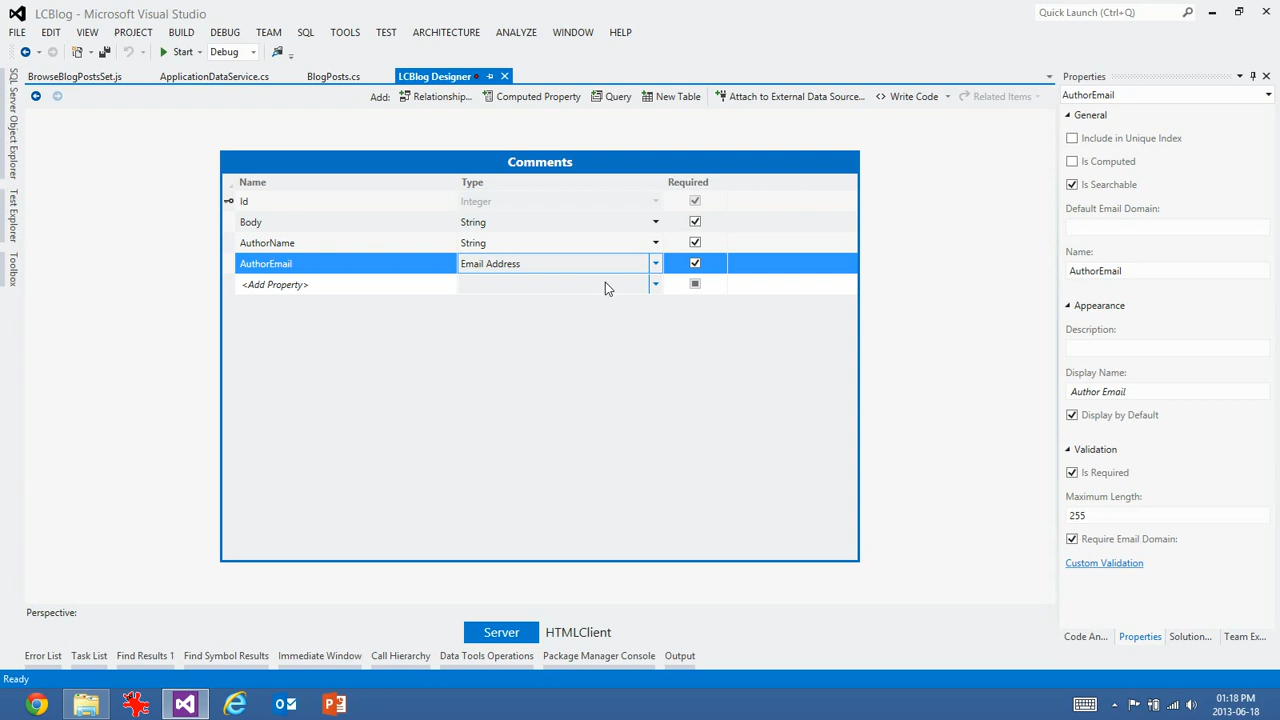 LCBlog - Microsoft Visual Studio
Quick Launch (Ctrl+Q)
FILE EDIT VIEW PROJECT BUILD DEBUG TEAM SQL TOOLS TEST ARCHITECTURE ANALYZE WINDOW HELP
Start Debug
BrowseBlogPostsSet.js ApplicationDataService.cs BlogPosts.cs LCBlog Designer
Add: Relationship... Computed Property Query New Table Attach to External Data Source... <> Write Code Related Items
SQL Server Object Explorer
Test Explorer
Toolbox
Comments
Name Type Required
Id Integer
Body String
AuthorName String
AuthorEmail Email Address
<Add Property>
Perspective:
Server HTMLClient
Properties
AuthorEmail
General
Include in Unique Index
Is Computed
Is Searchable
Default Email Domain:
Name:
AuthorEmail
Appearance
Description:
Display Name:
Author Email
Display by Default
Validation
Is Required
Maximum Length:
255
Require Email Domain:
Custom Validation
Code An... Properties Solution... Team Ex...
Error List Task List Find Results 1 Find Symbol Results Immediate Window Call Hierarchy Data Tools Operations Package Manager Console Output
Ready
01:18 PM
2013-06-18